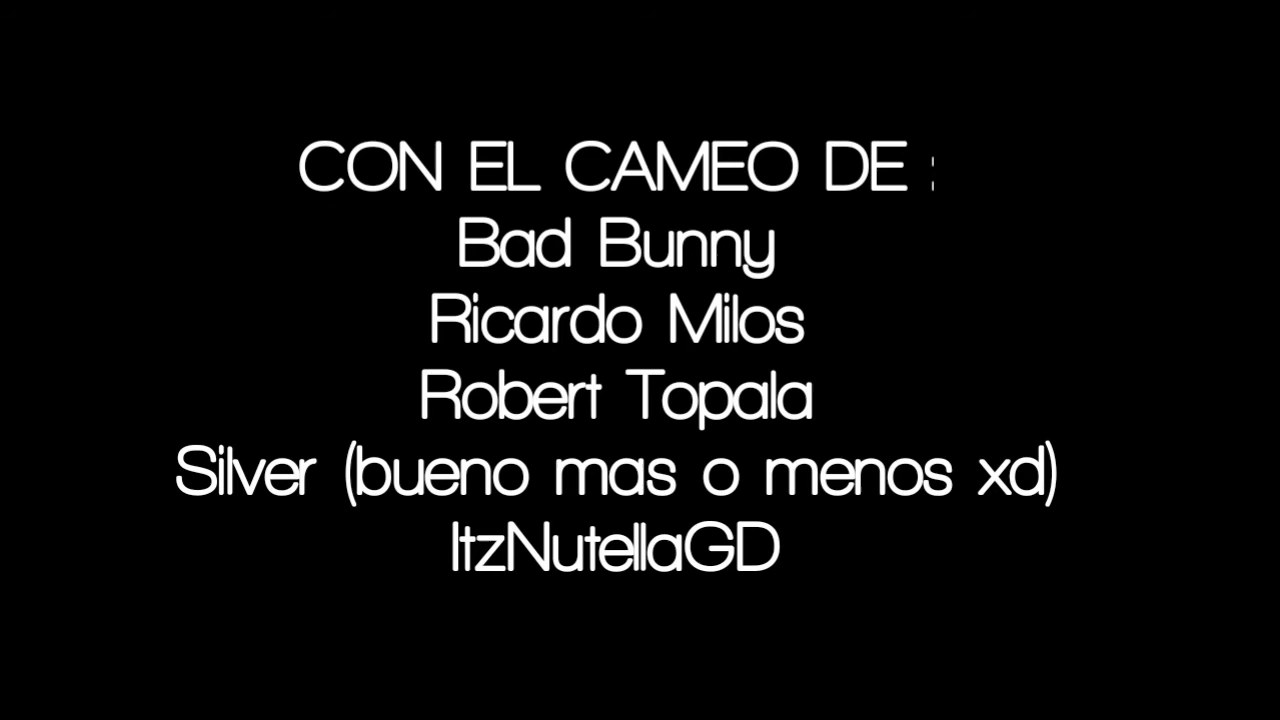 CON EL CAMEO DE :
Bad Bunny
Ricardo Milos
Robert Topala
Silver (bueno mas o menos xd)
ItzNutellaGD